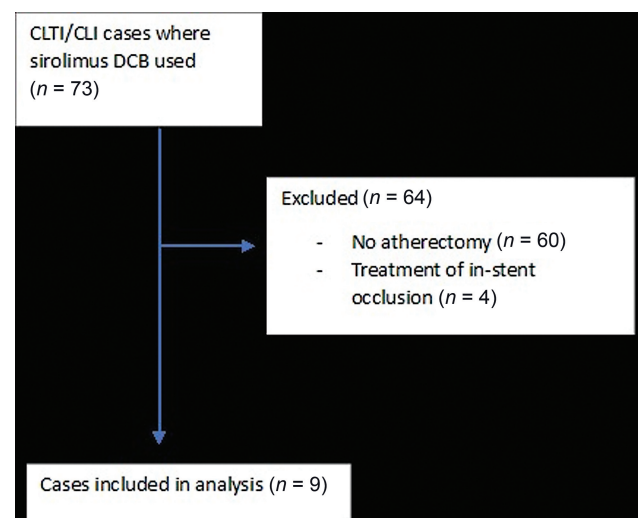 CLTI/CLI cases where
sirolimus DCB used
(n = 73)
Excluded (n = 64)
- No atherectomy (n = 60)
- Treatment of in-stent
occlusion (n = 4)
Cases included in analysis (n = 9)